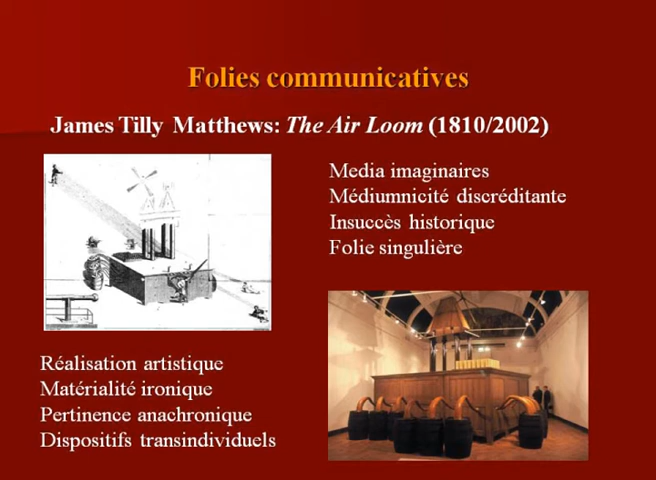 Folies communicatives
James Tilly Matthews: The Air Loom (1810/2002)
Media imaginaires
Médiumnicité discréditante
Insuccès historique
Folie singulière
Réalisation artistique
Matérialité ironique
Pertinence anachronique
Dispositifs transindividuels